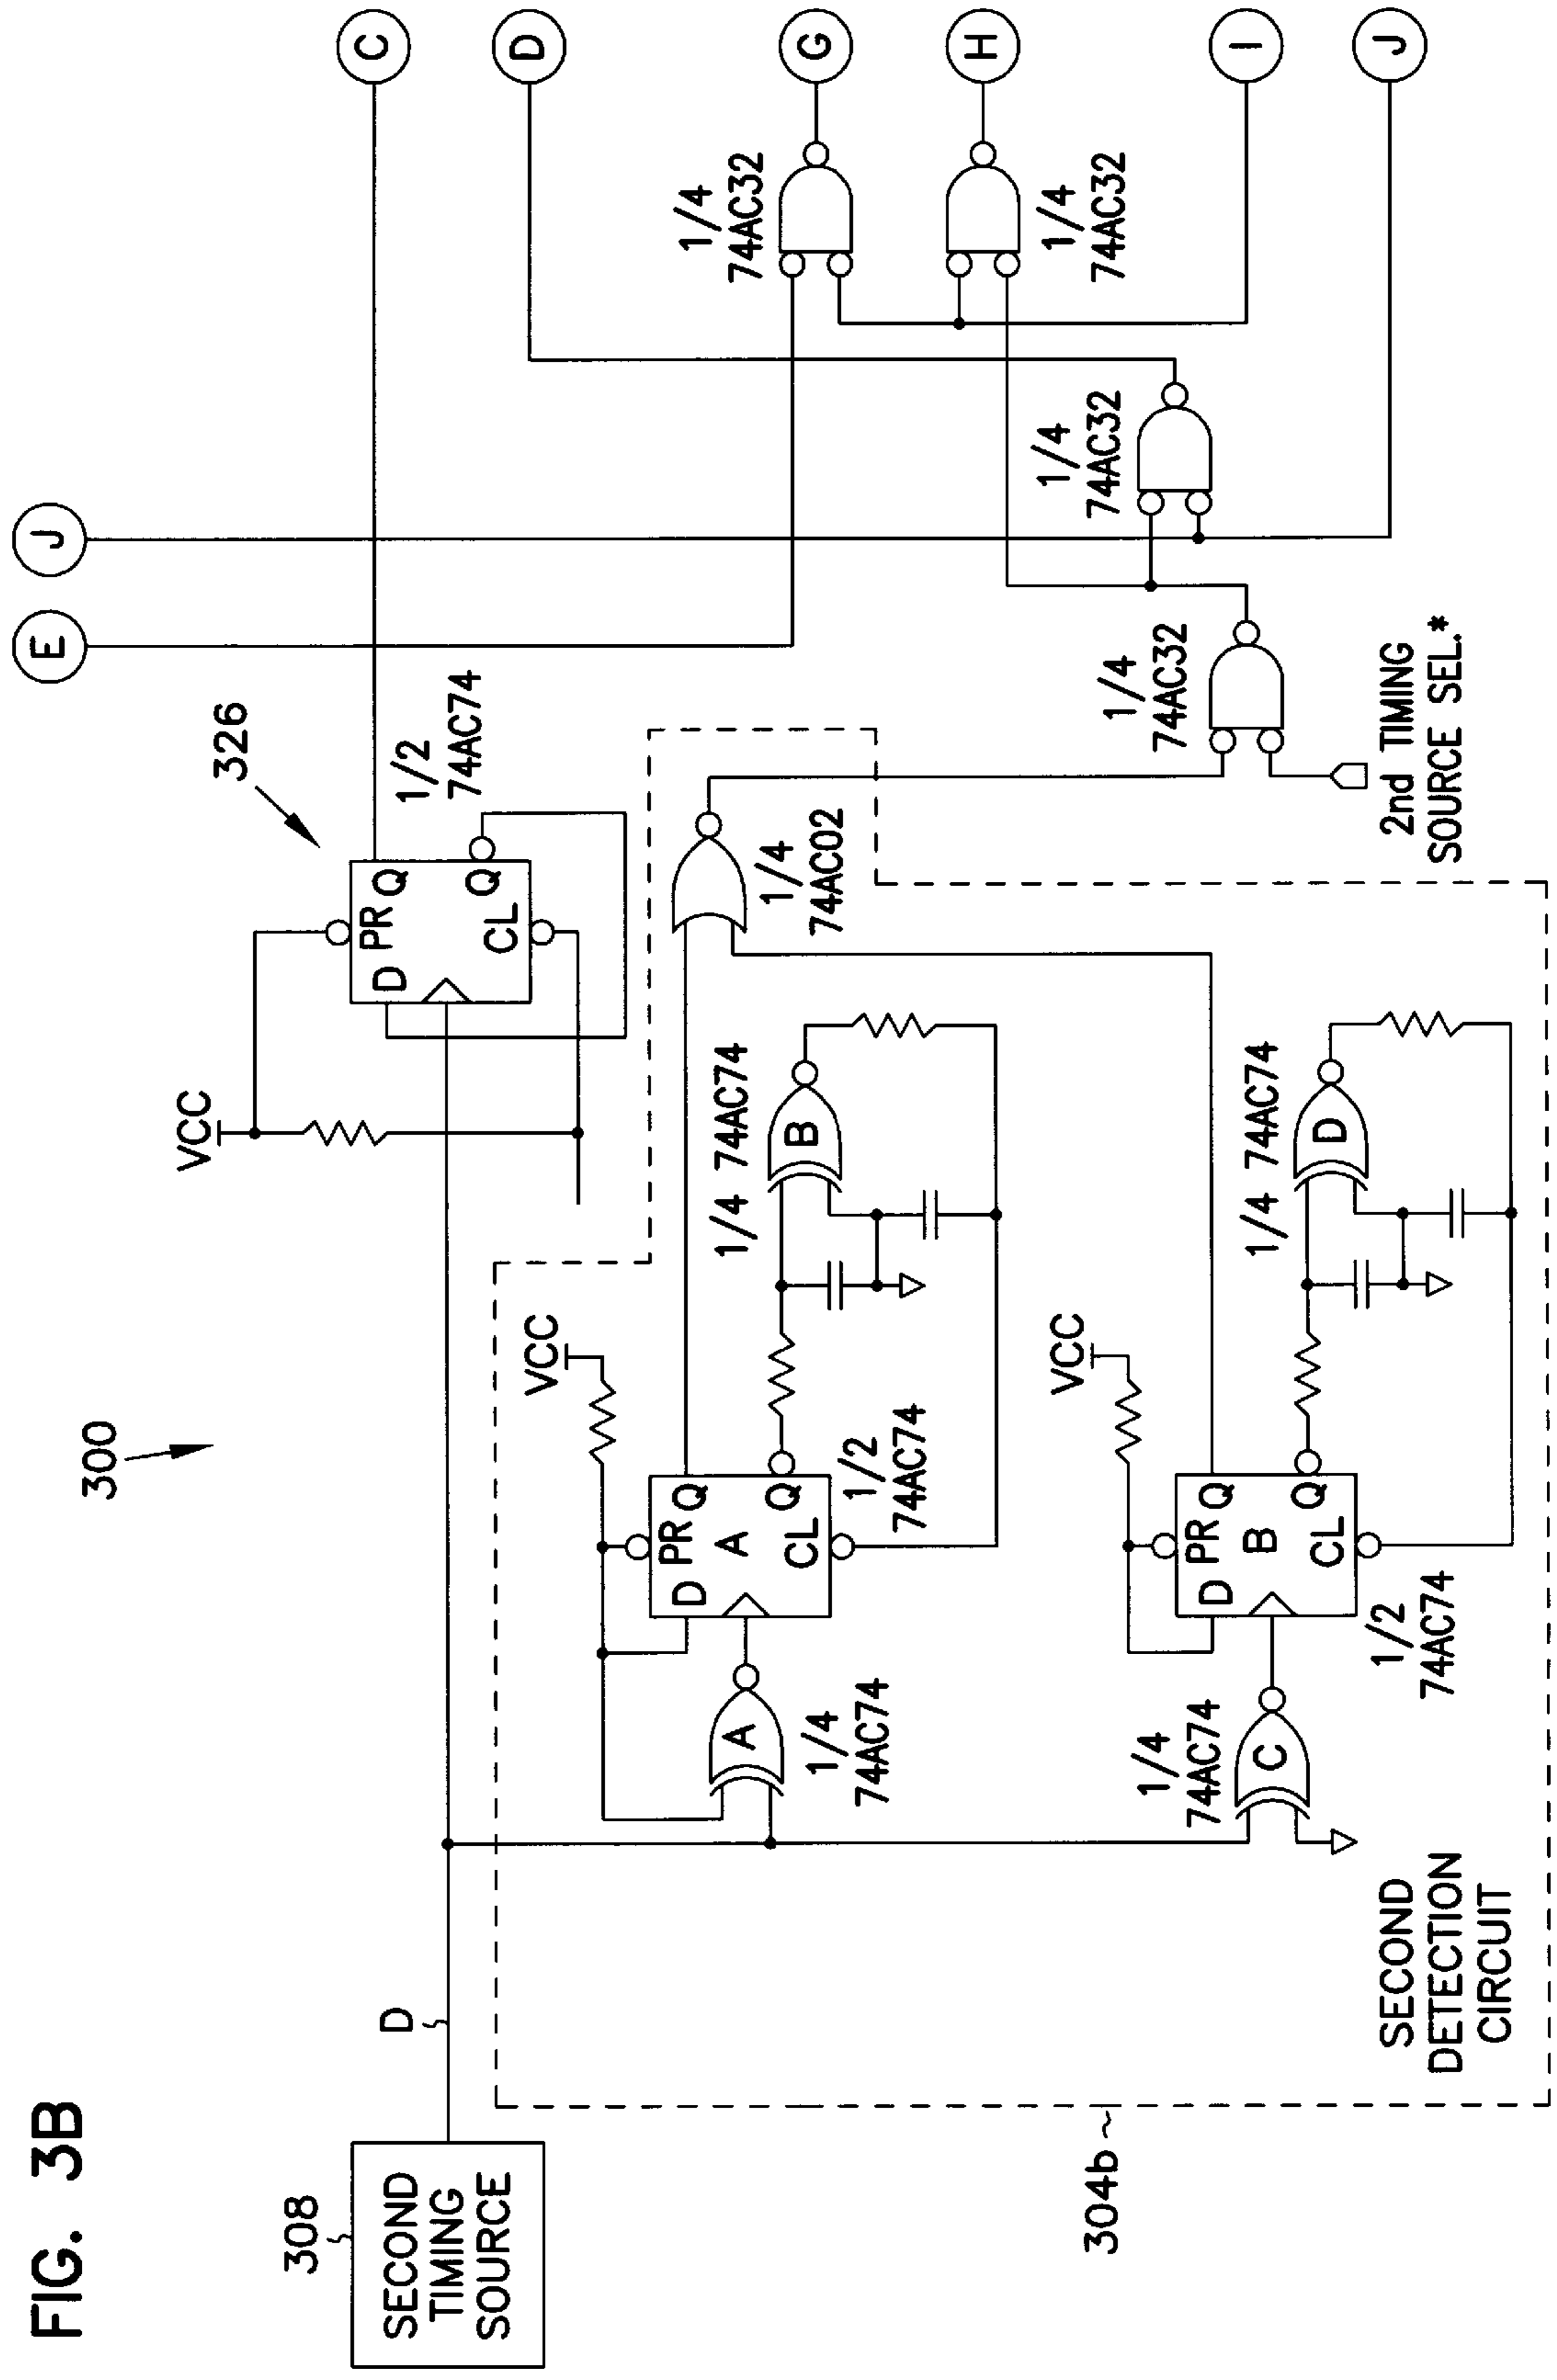 FIG. 3B
300
308
SECOND
TIMING
SOURCE
D
304b
SECOND
DETECTION
CIRCUIT
VCC
326
D
PR
Q
Q
CL
1/2
74AC74
VCC
D
PR
Q
A
Q
CL
1/2
74AC74
A
1/4
74AC74
B
1/4 74AC74
VCC
D
PR
Q
B
Q
CL
1/2
74AC74
C
1/4
74AC74
D
1/4 74AC74
1/4
74AC02
1/4
74AC32
2nd TIMING
SOURCE SEL.*
1/4
74AC32
1/4
74AC32
1/4
74AC32
E
J
C
D
G
H
I
J